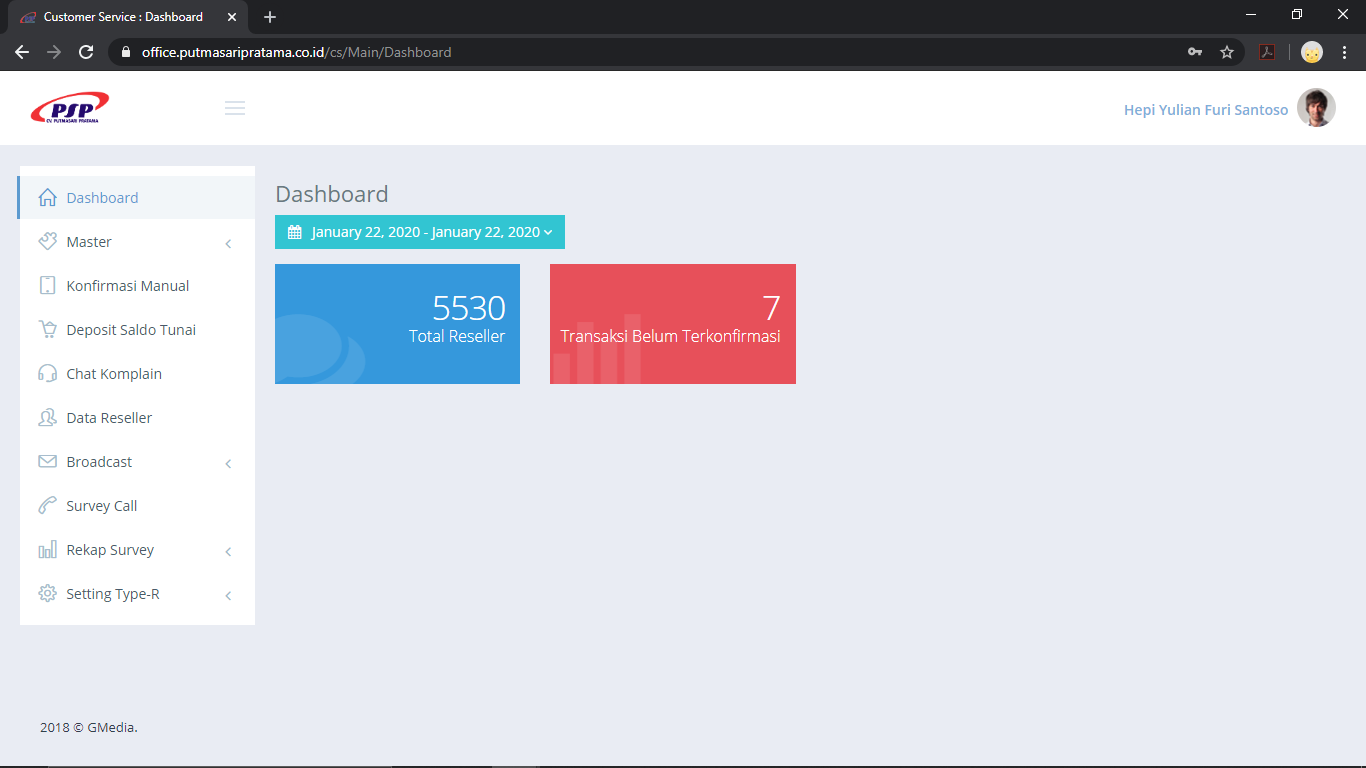 Customer Service : Dashboard
office.putmasaripratama.co.id/cs/Main/Dashboard
PSP
CV PUTMASARI PRATAMA
Hepi Yulian Furi Santoso
Dashboard
Master
Konfirmasi Manual
Deposit Saldo Tunai
Chat Komplain
Data Reseller
Broadcast
Survey Call
Rekap Survey
Setting Type-R
Dashboard
January 22, 2020 - January 22, 2020
5530
Total Reseller
7
Transaksi Belum Terkonfirmasi
2018 © GMedia.